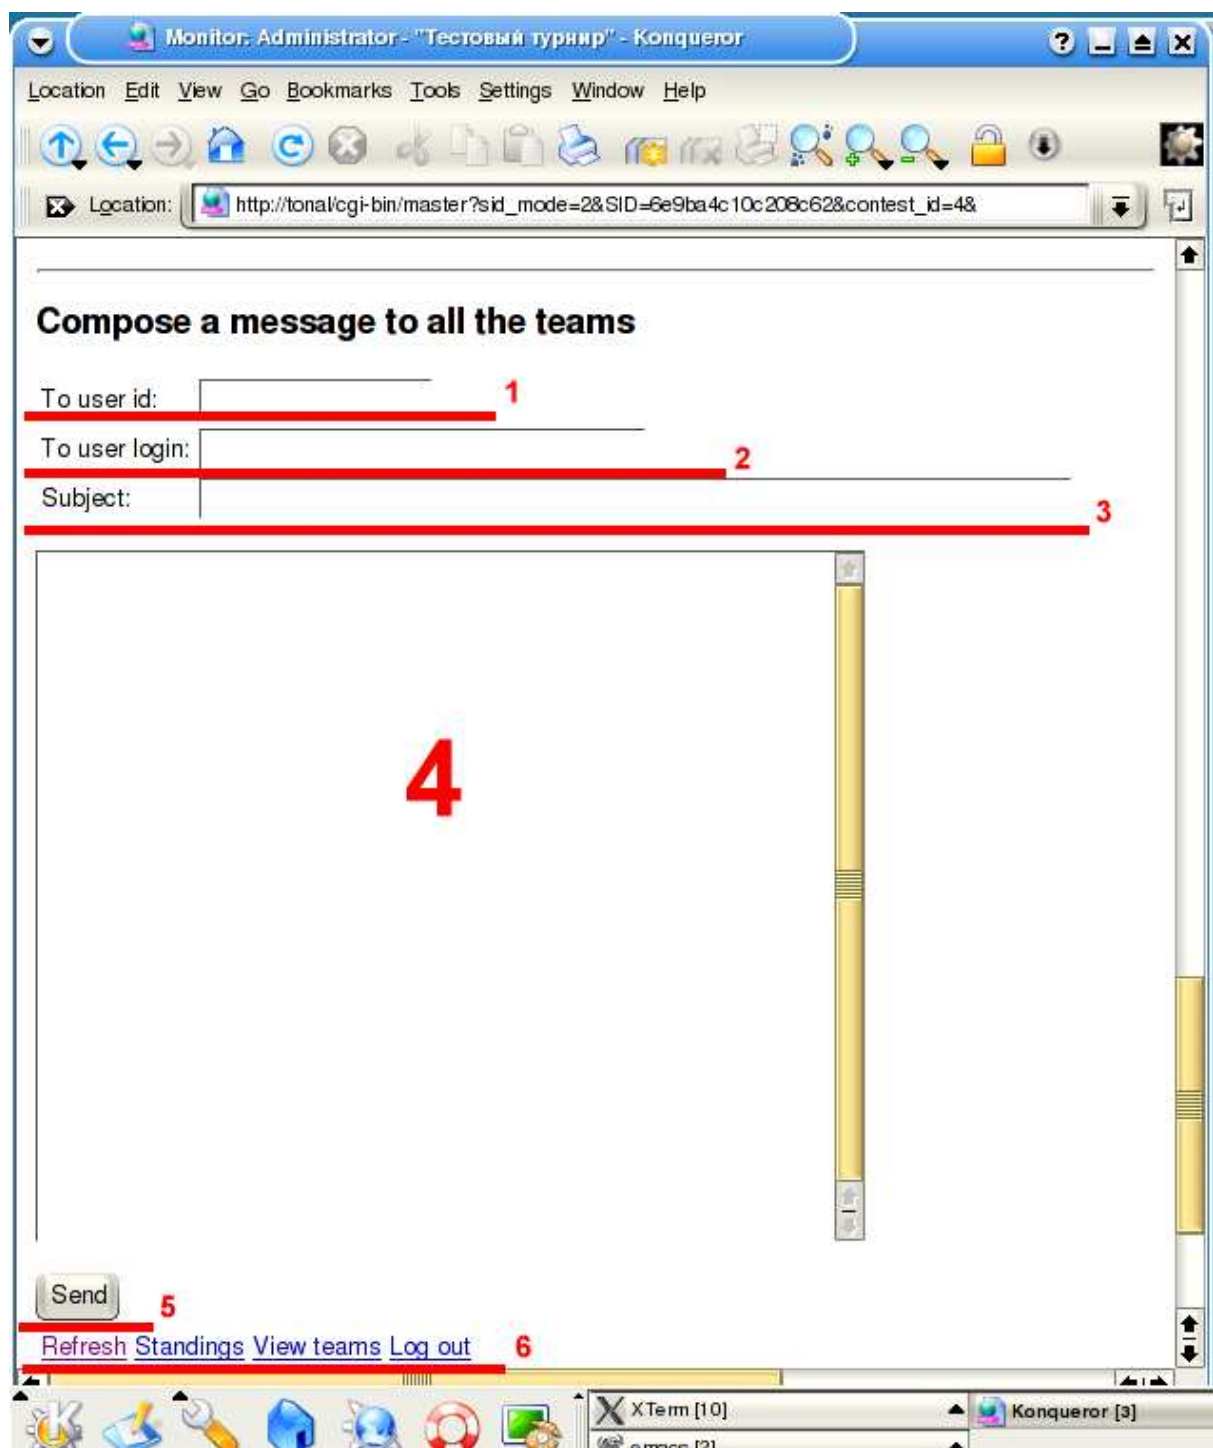 Monitor: Administrator - "Тестовый турнир" - Konqueror
Location Edit View Go Bookmarks Tools Settings Window Help
Location: http://tonal/cgi-bin/master?sid_mode=2&SID=6e9ba4c10c208c62&contest_id=4&
Compose a message to all the teams
To user id: 1
To user login: 2
Subject: 3
4
Send 5
Refresh Standings View teams Log out 6
XTerm [10] Konqueror [3]
emacs [2]